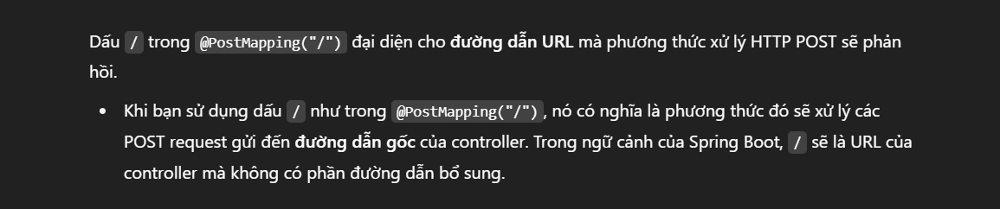 Dấu / trong @PostMapping("/") đại diện cho đường dẫn URL mà phương thức xử lý HTTP POST sẽ phản
hồi.
• Khi bạn sử dụng dấu / như trong @PostMapping("/"), nó có nghĩa là phương thức đó sẽ xử lý các
POST request gửi đến đường dẫn gốc của controller. Trong ngữ cảnh của Spring Boot, / sẽ là URL của
controller mà không có phần đường dẫn bổ sung.